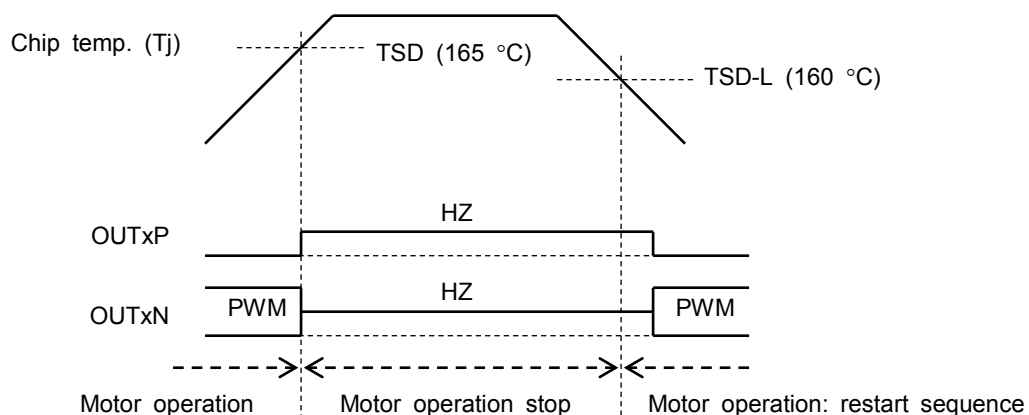 Chip temp. (Tj)
TSD (165 °C)
TSD-L (160 °C)
HZ
OUTxP
HZ
PWM
PWM
OUTxN
Motor operation
Motor operation stop
Motor operation: restart sequence